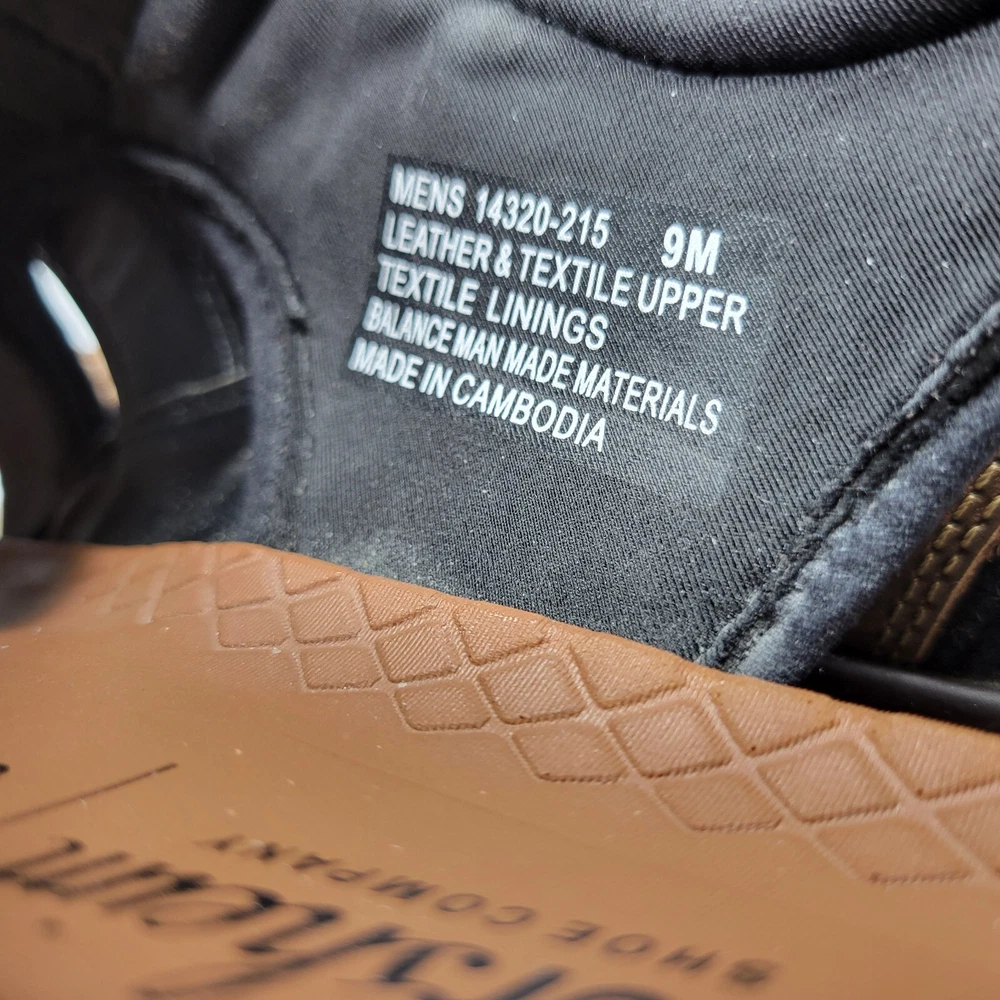 MENS 14320-215 9M
LEATHER & TEXTILE UPPER
TEXTILE LININGS
BALANCE MAN MADE MATERIALS
MADE IN CAMBODIA
SHOE COMPANY